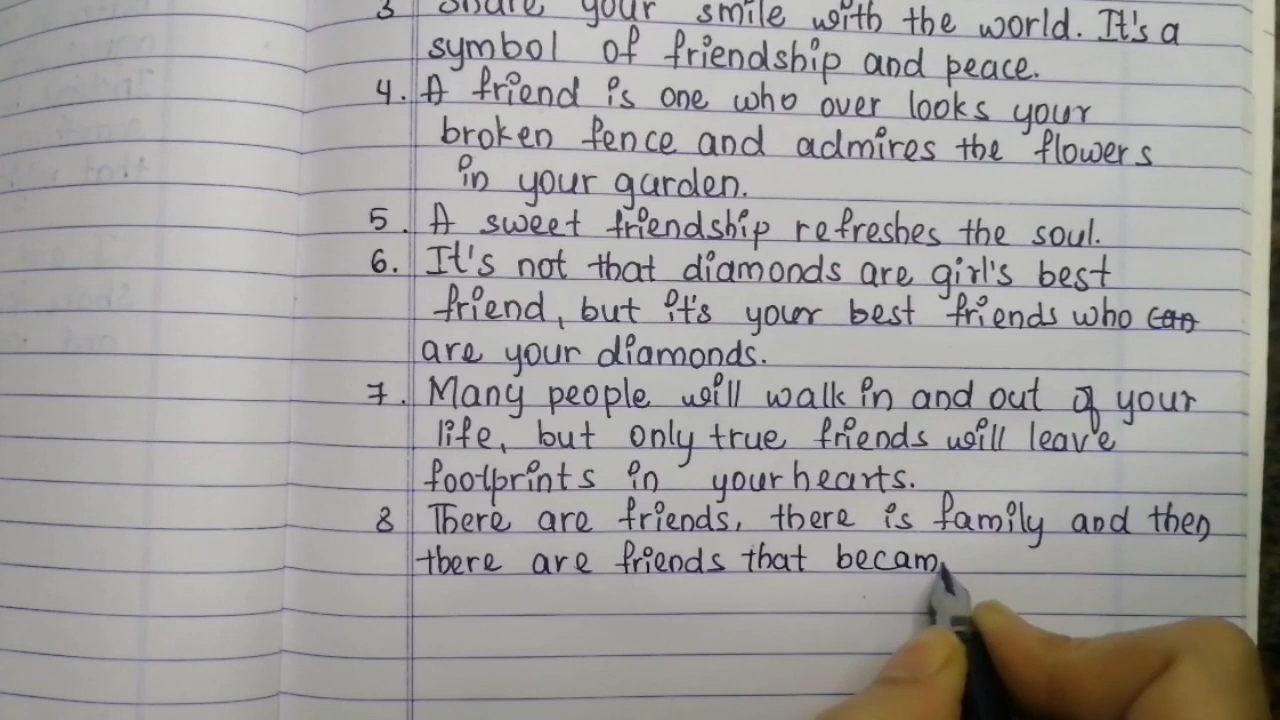 3 Share your smile with the world. It's a
symbol of friendship and peace.
4. A friend is one who over looks your
broken fence and admires the flowers
in your garden.
5. A sweet friendship refreshes the soul.
6. It's not that diamonds are girl's best
friend, but it's your best friends who can
are your diamonds.
7. Many people will walk in and out of your
life, but only true friends will leave
footprints in your hearts.
8 There are friends, there is family and then
there are friends that becam